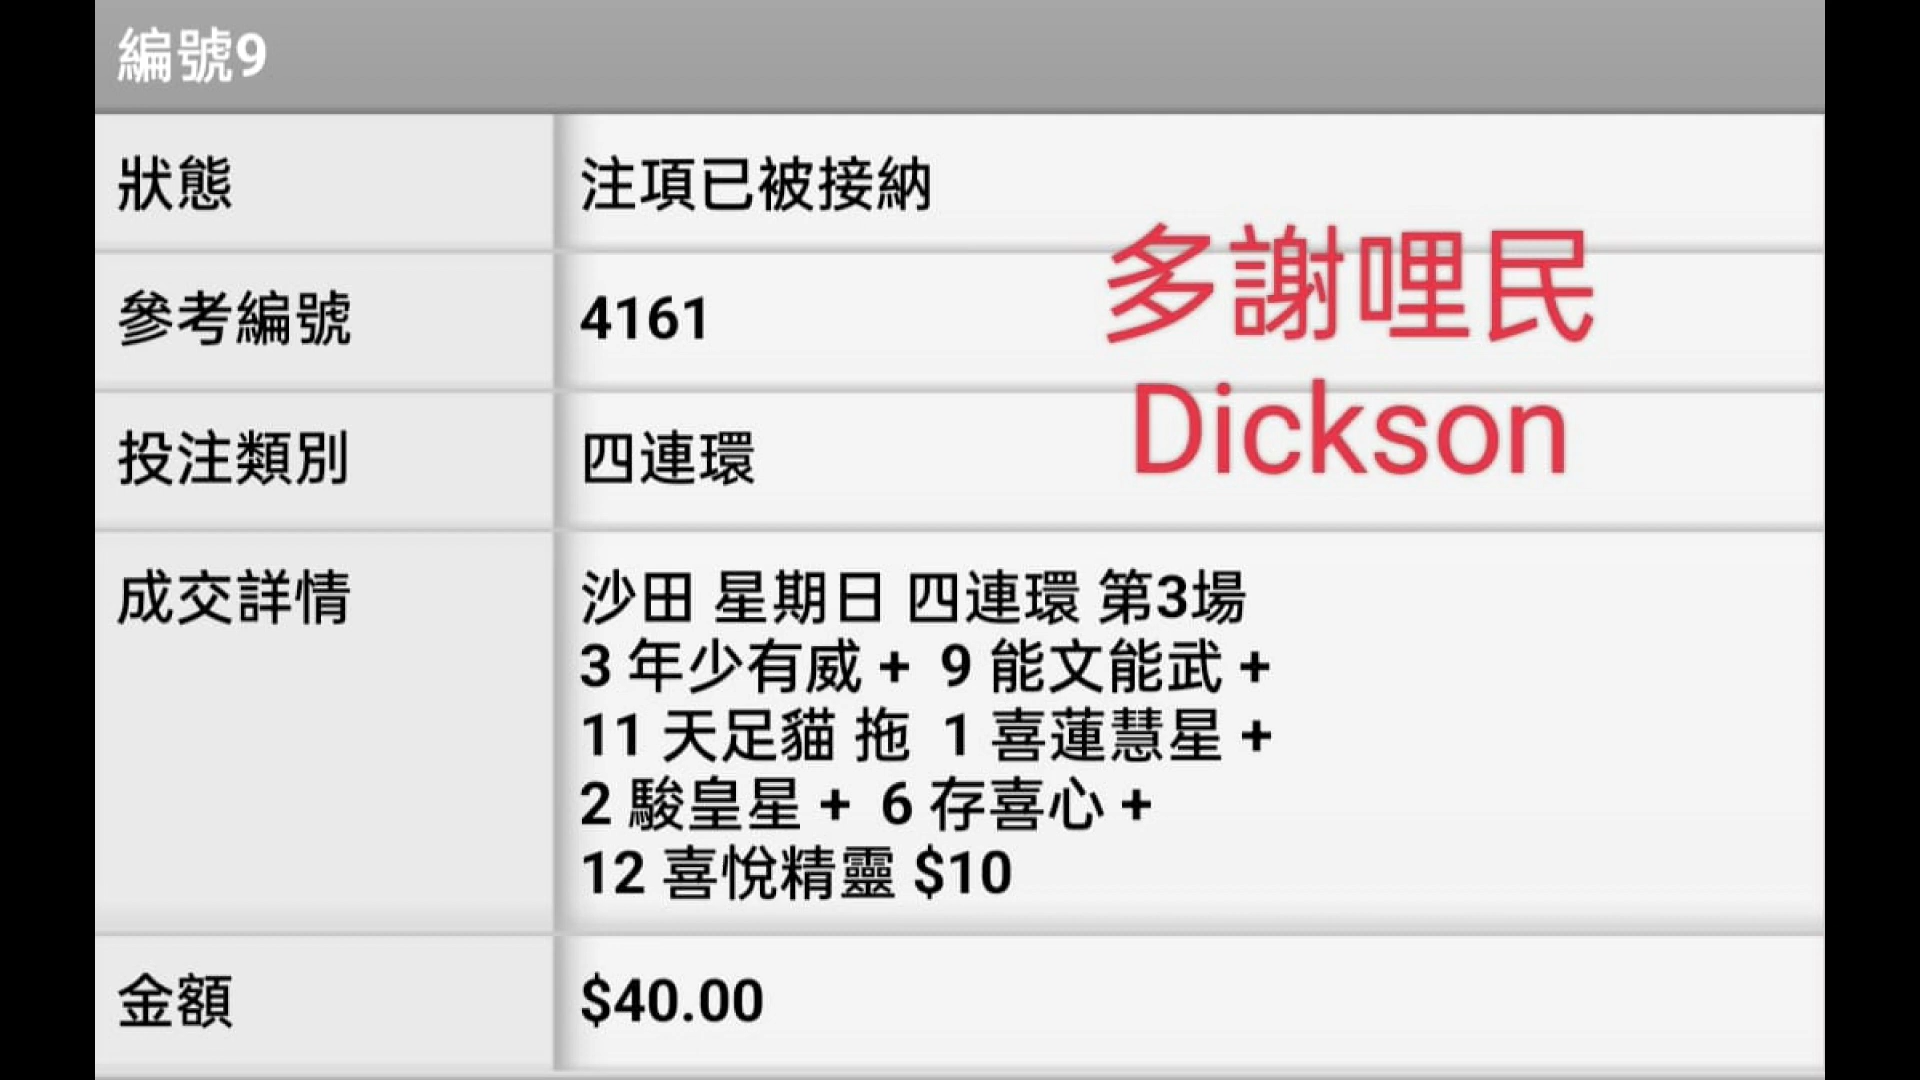 編號9
狀態 注項已被接納
參考編號 4161
多謝哩民
Dickson
投注類別 四連環
成交詳情 沙田 星期日 四連環 第3場
3 年少有威 + 9 能文能武 +
11 天足貓 拖 1 喜蓮慧星 +
2 駿皇星 + 6 存喜心 +
12 喜悅精靈 $10
金額 $40.00